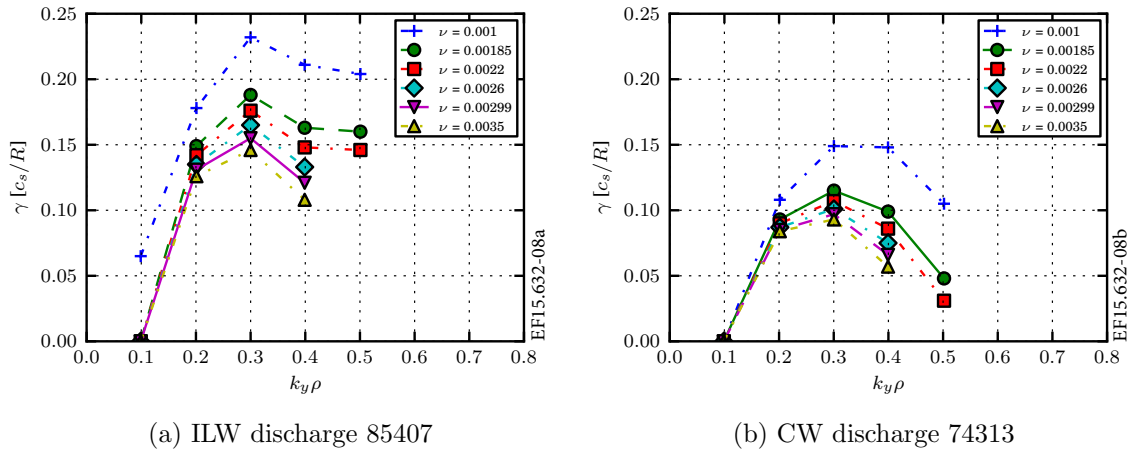 0.25
0.20
0.15
0.10
0.05
0.00
γ [c_s/R]
0.0 0.1 0.2 0.3 0.4 0.5 0.6 0.7 0.8
k_yρ
ν = 0.001
ν = 0.00185
ν = 0.0022
ν = 0.0026
ν = 0.00299
ν = 0.0035
EF15.632-08a
(a) ILW discharge 85407
0.25
0.20
0.15
0.10
0.05
0.00
γ [c_s/R]
0.0 0.1 0.2 0.3 0.4 0.5 0.6 0.7 0.8
k_yρ
ν = 0.001
ν = 0.00185
ν = 0.0022
ν = 0.0026
ν = 0.00299
ν = 0.0035
EF15.632-08b
(b) CW discharge 74313